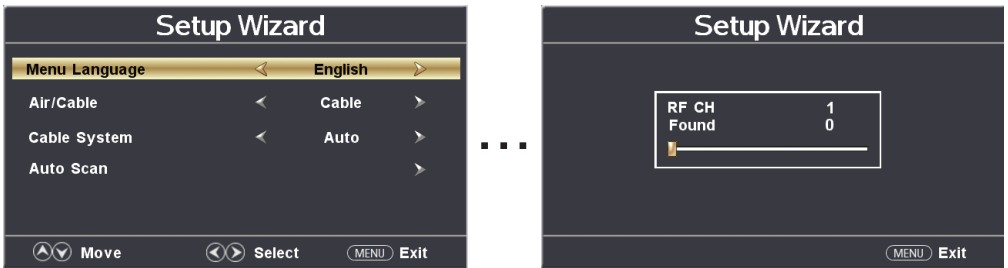 Setup Wizard
Menu Language English
Air/Cable Cable
Cable System Auto
Auto Scan
Move Select MENU Exit
...
Setup Wizard
RF CH 1
Found 0
MENU Exit